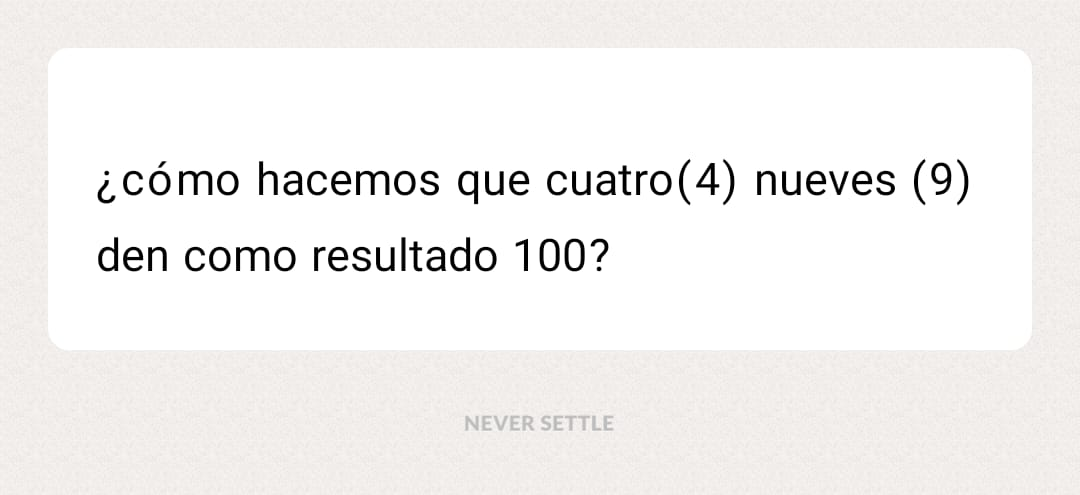 ¿cómo hacemos que cuatro(4) nueves (9)
den como resultado 100?
NEVER SETTLE